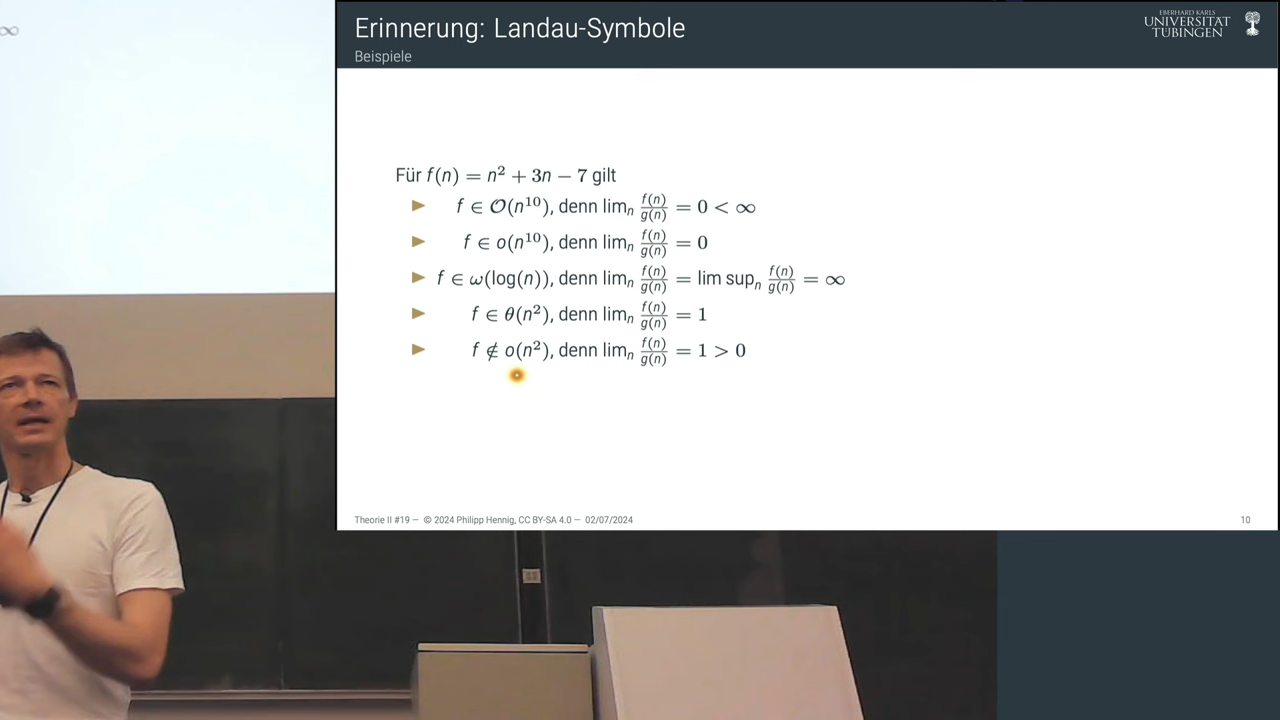 ∞
Erinnerung: Landau-Symbole
Beispiele
EBERHARD KARLS
UNIVERSITÄT
TÜBINGEN
Für f(n) = n² + 3n − 7 gilt
▶ f ∈ 𝒪(n¹⁰), denn limₙ f(n)/g(n) = 0 < ∞
▶ f ∈ o(n¹⁰), denn limₙ f(n)/g(n) = 0
▶ f ∈ ω(log(n)), denn limₙ f(n)/g(n) = lim supₙ f(n)/g(n) = ∞
▶ f ∈ θ(n²), denn limₙ f(n)/g(n) = 1
▶ f ∉ o(n²), denn limₙ f(n)/g(n) = 1 > 0
Theorie II #19 — © 2024 Philipp Hennig, CC BY-SA 4.0 — 02/07/2024
10